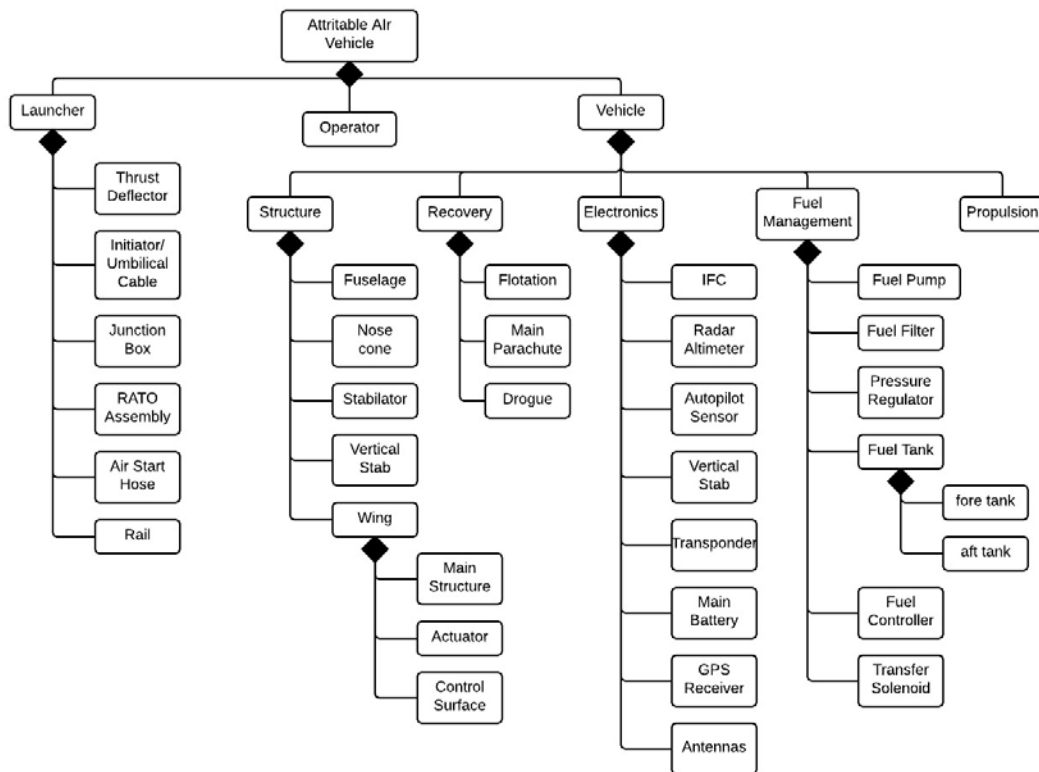 Attritable AIr
Vehicle
Launcher
Operator
Vehicle
Thrust
Deflector
Initiator/
Umbilical
Cable
Junction
Box
RATO
Assembly
Air Start
Hose
Rail
Structure
Fuselage
Nose
cone
Stabilator
Vertical
Stab
Wing
Main
Structure
Actuator
Control
Surface
Recovery
Flotation
Main
Parachute
Drogue
Electronics
IFC
Radar
Altimeter
Autopilot
Sensor
Vertical
Stab
Transponder
Main
Battery
GPS
Receiver
Antennas
Fuel
Management
Fuel Pump
Fuel Filter
Pressure
Regulator
Fuel Tank
fore tank
aft tank
Fuel
Controller
Transfer
Solenoid
Propulsion